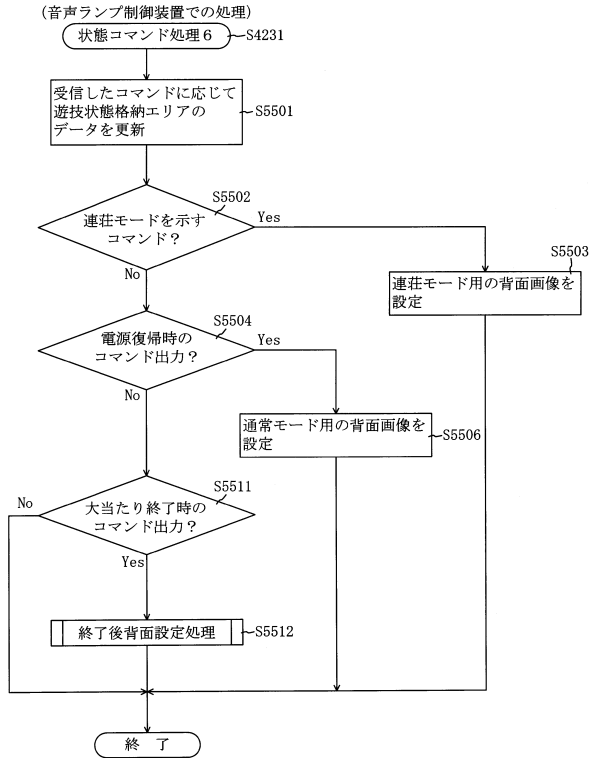 (音声ランプ制御装置での処理)
状態コマンド処理6
S4231
受信したコマンドに応じて
遊技状態格納エリアの
データを更新
S5501
S5502
連荘モードを示す
コマンド?
Yes
No
S5503
連荘モード用の背面画像を
設定
S5504
電源復帰時の
コマンド出力?
Yes
No
通常モード用の背面画像を
設定
S5506
S5511
大当たり終了時の
コマンド出力?
No
Yes
終了後背面設定処理
S5512
終 了